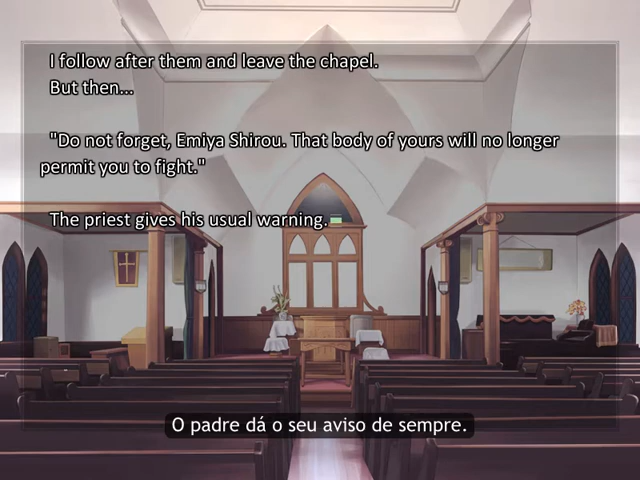 I follow after them and leave the chapel.
But then...
"Do not forget, Emiya Shirou. That body of yours will no longer
permit you to fight."
The priest gives his usual warning.
O padre dá o seu aviso de sempre.